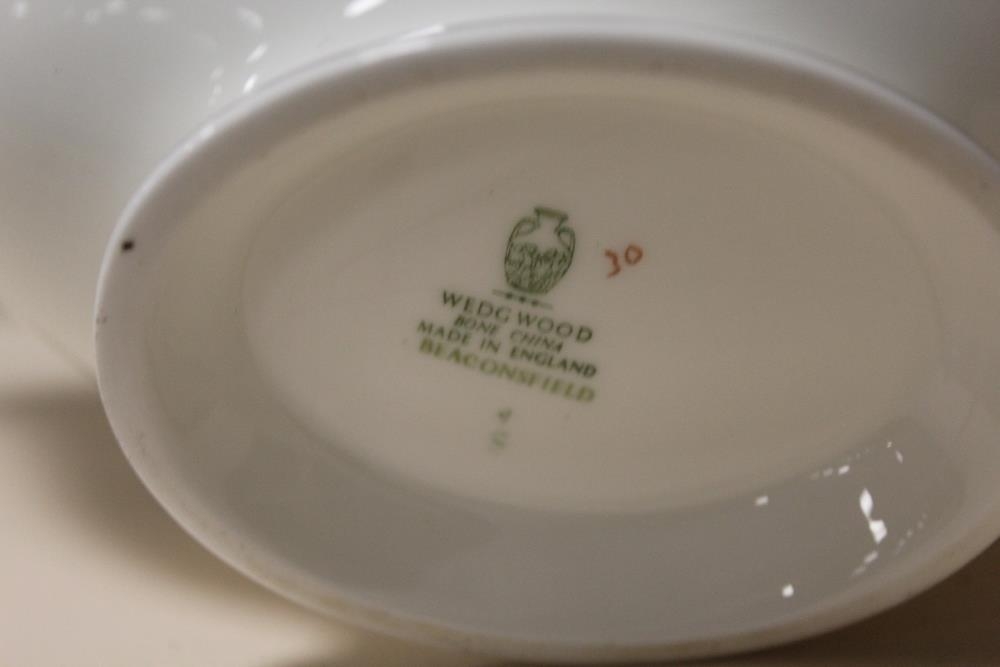 30
WEDGWOOD
BONE CHINA
MADE IN ENGLAND
BEACONSFIELD